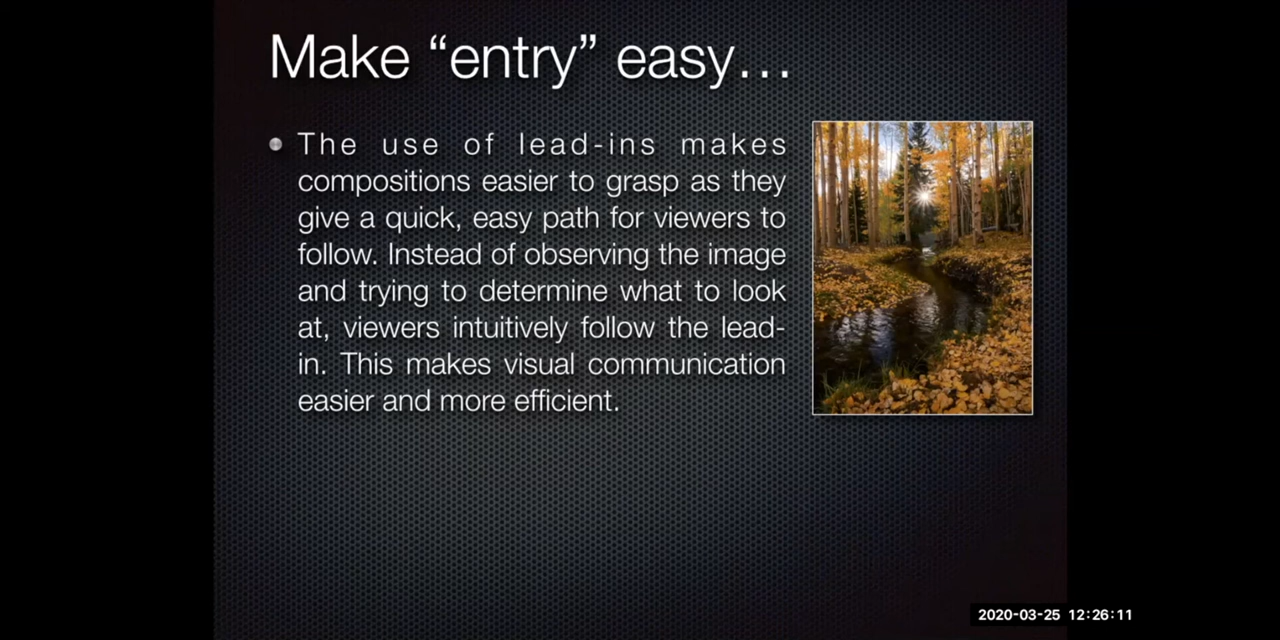 Make “entry” easy…
The use of lead-ins makes
compositions easier to grasp as they
give a quick, easy path for viewers to
follow. Instead of observing the image
and trying to determine what to look
at, viewers intuitively follow the lead-
in. This makes visual communication
easier and more efficient.
2020-03-25 12:26:11